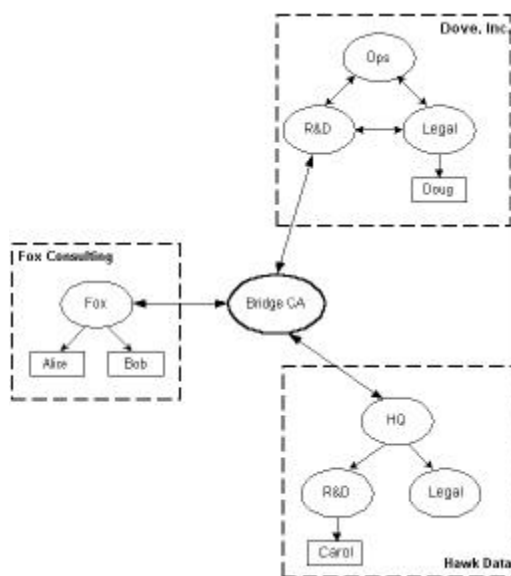 Dove, Inc.
Ops
R&D
Legal
Doug
Fox Consulting
Fox
Alice
Bob
Bridge CA
HQ
R&D
Legal
Carol
Hawk Data